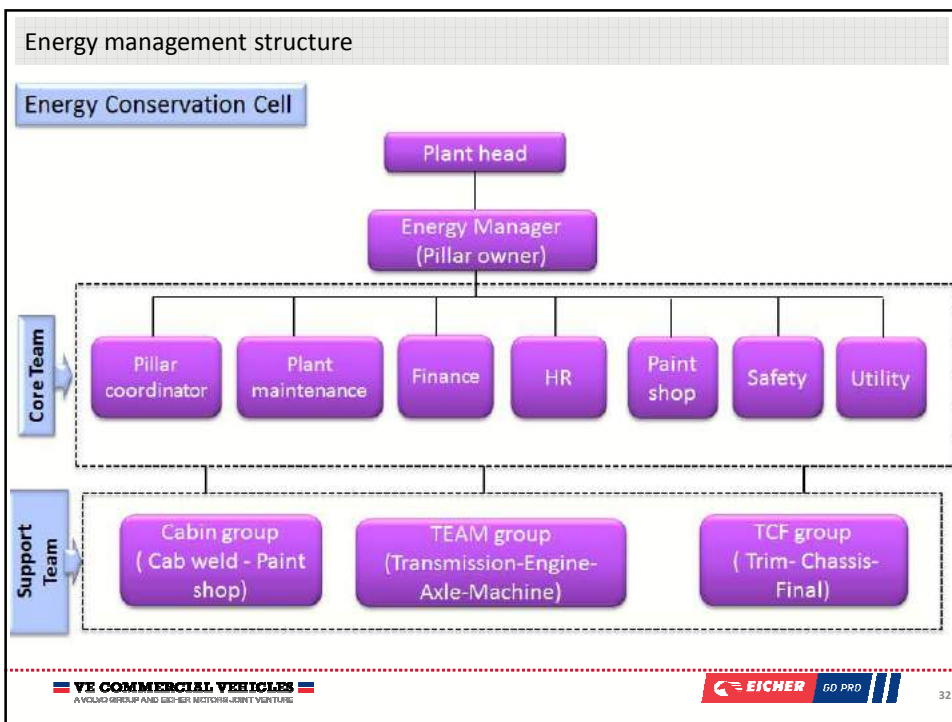 Energy management structure
Energy Conservation Cell
Plant head
Energy Manager
(Pillar owner)
Core Team
Pillar
coordinator
Plant
maintenance
Finance
HR
Paint
shop
Safety
Utility
Support
Team
Cabin group
( Cab weld - Paint
shop)
TEAM group
(Transmission-Engine-
Axle-Machine)
TCF group
( Trim- Chassis-
Final)
VE COMMERCIAL VEHICLES
A VOLVO GROUP AND EICHER MOTORS JOINT VENTURE
EICHER
GO PRO
32